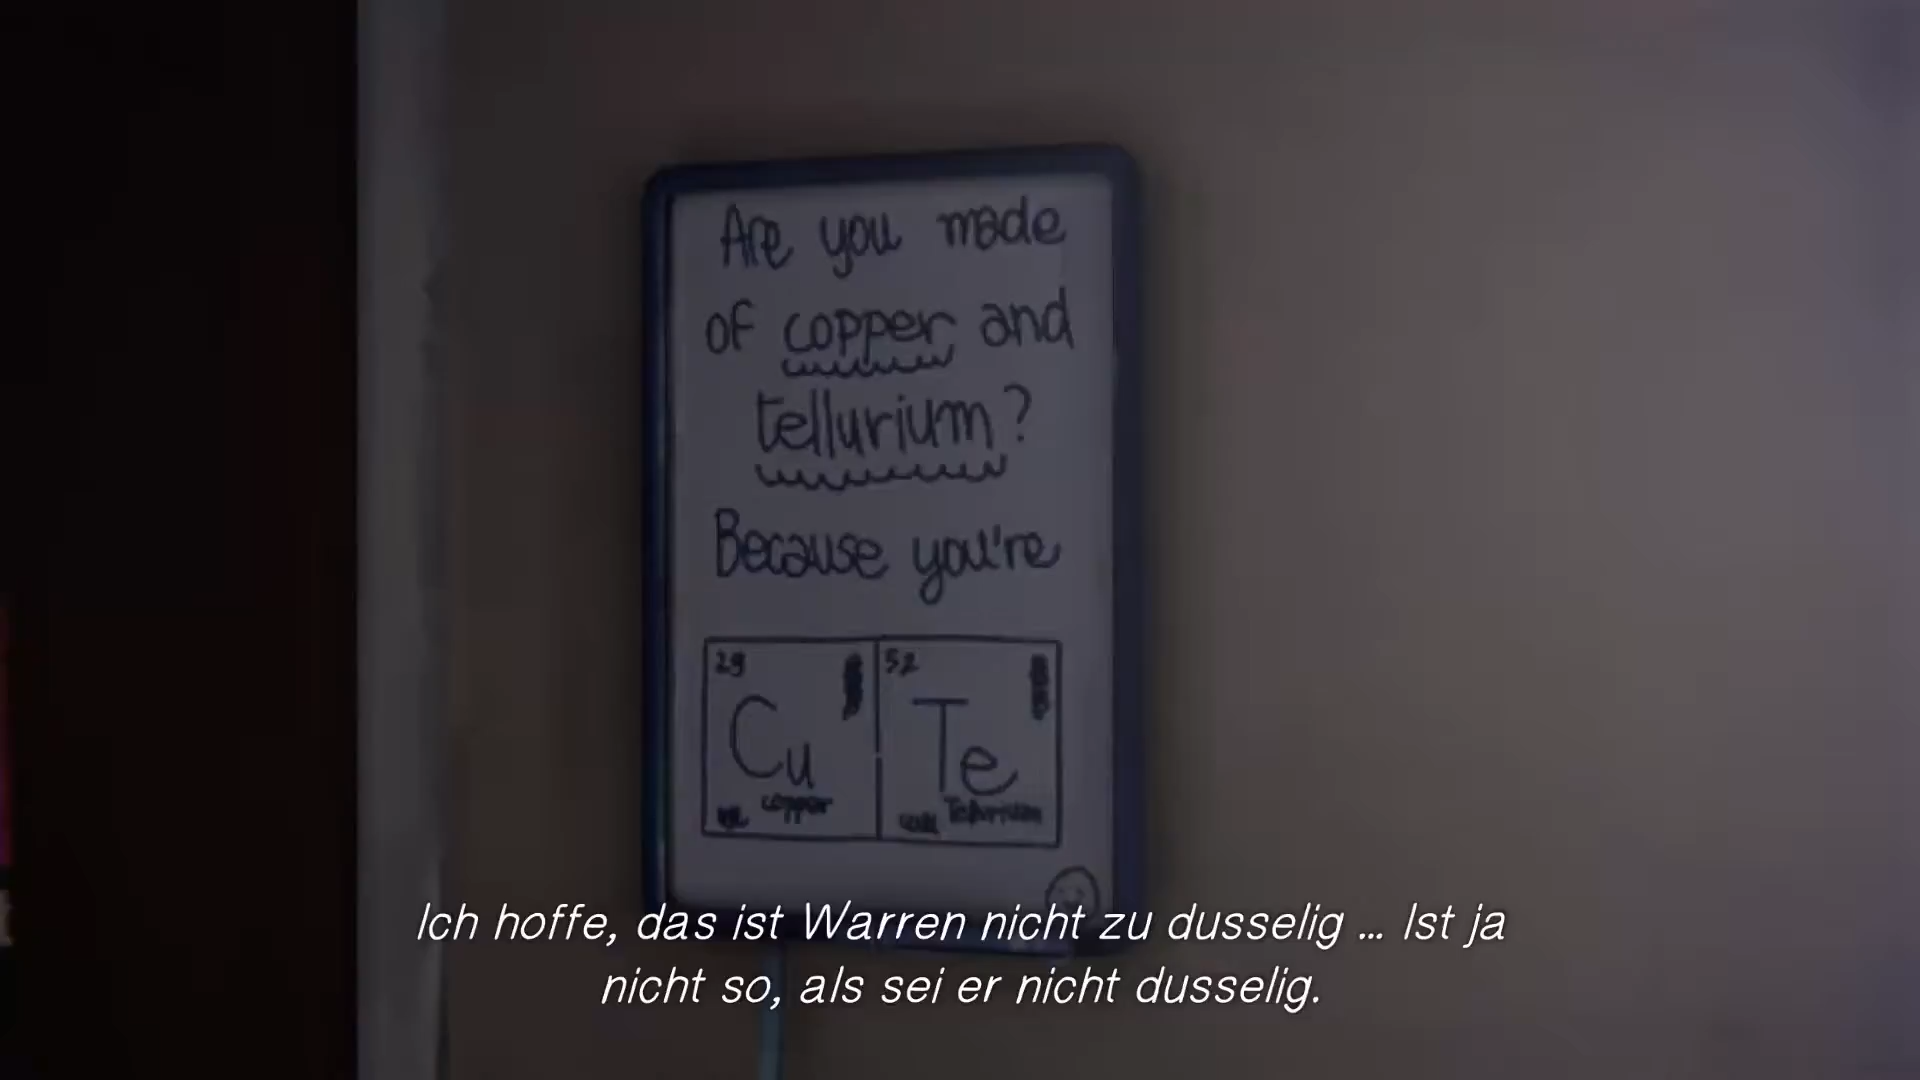 Are you made
of copper and
tellurium?
Because you're
29 52
Cu Te
copper Tellurium
Ich hoffe, das ist Warren nicht zu dusselig ... Ist ja
nicht so, als sei er nicht dusselig.